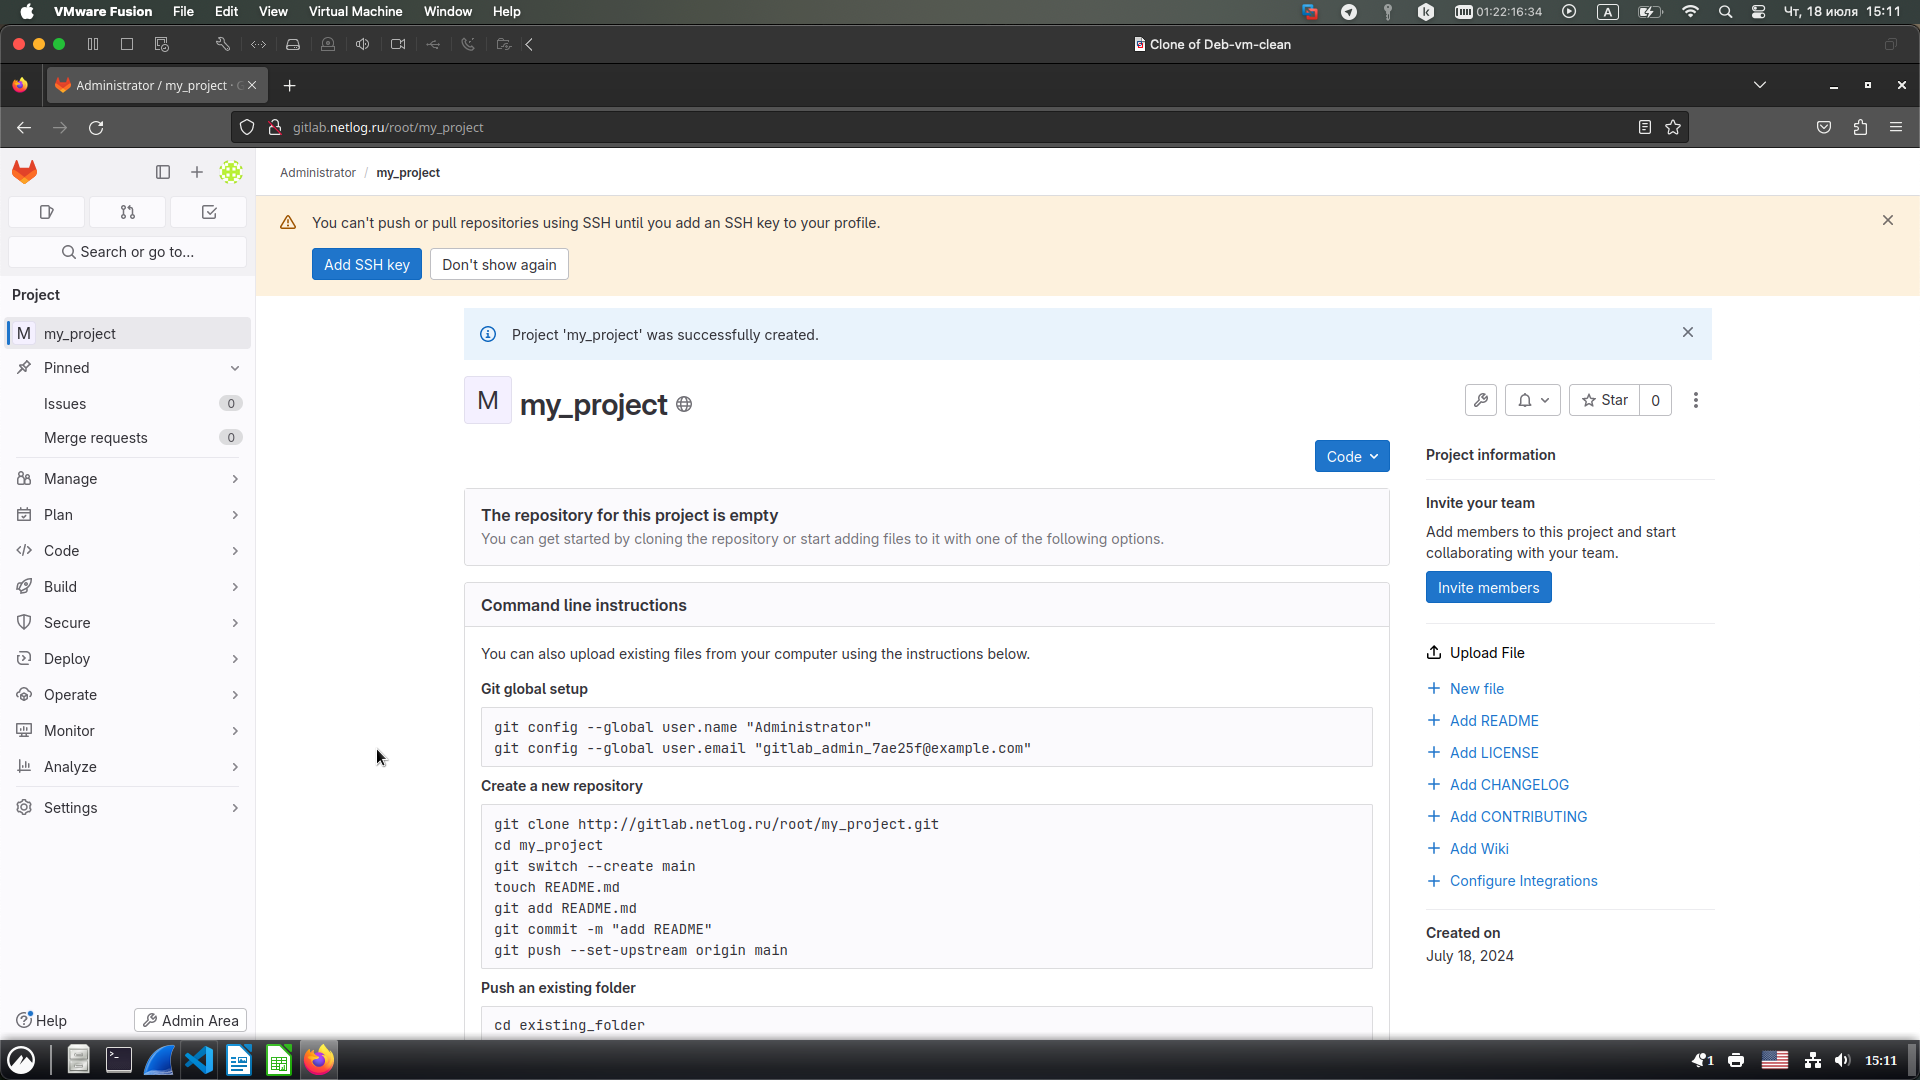 VMware Fusion File Edit View Virtual Machine Window Help 01:22:16:34 A Чт, 18 июля 15:11
Clone of Deb-vm-clean
Administrator / my_project ·
gitlab.netlog.ru/root/my_project
Administrator / my_project
You can't push or pull repositories using SSH until you add an SSH key to your profile.
Add SSH key Don't show again
Search or go to...
Project
M my_project
Pinned
Issues 0
Merge requests 0
Manage
Plan
Code
Build
Secure
Deploy
Operate
Monitor
Analyze
Settings
Help Admin Area
Project 'my_project' was successfully created.
M my_project
Star 0
Code
The repository for this project is empty
You can get started by cloning the repository or start adding files to it with one of the following options.
Command line instructions
You can also upload existing files from your computer using the instructions below.
Git global setup
git config --global user.name "Administrator"
git config --global user.email "gitlab_admin_7ae25f@example.com"
Create a new repository
git clone http://gitlab.netlog.ru/root/my_project.git
cd my_project
git switch --create main
touch README.md
git add README.md
git commit -m "add README"
git push --set-upstream origin main
Push an existing folder
cd existing_folder
Project information
Invite your team
Add members to this project and start
collaborating with your team.
Invite members
Upload File
New file
Add README
Add LICENSE
Add CHANGELOG
Add CONTRIBUTING
Add Wiki
Configure Integrations
Created on
July 18, 2024
1 15:11